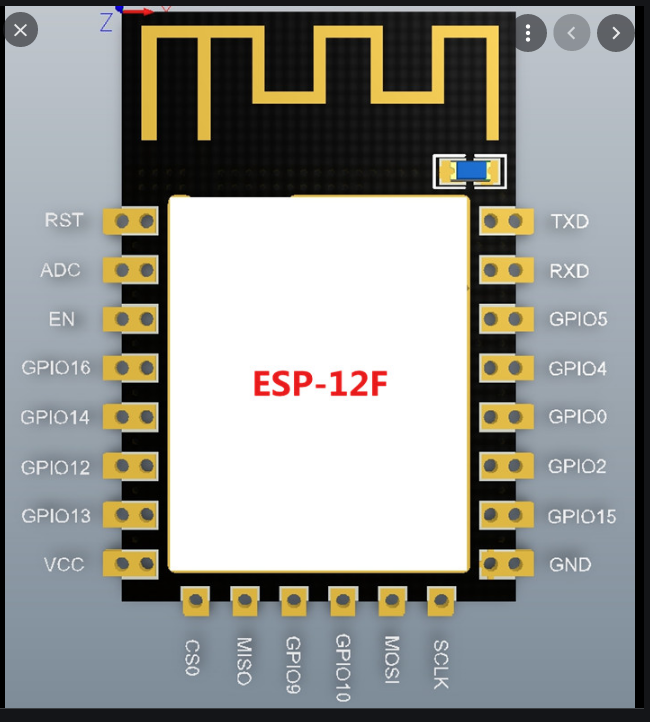 Z X
RST
ADC
EN
GPIO16
GPIO14
GPIO12
GPIO13
VCC
ESP-12F
TXD
RXD
GPIO5
GPIO4
GPIO0
GPIO2
GPIO15
GND
CS0
MISO
GPIO9
GPIO10
MOSI
SCLK